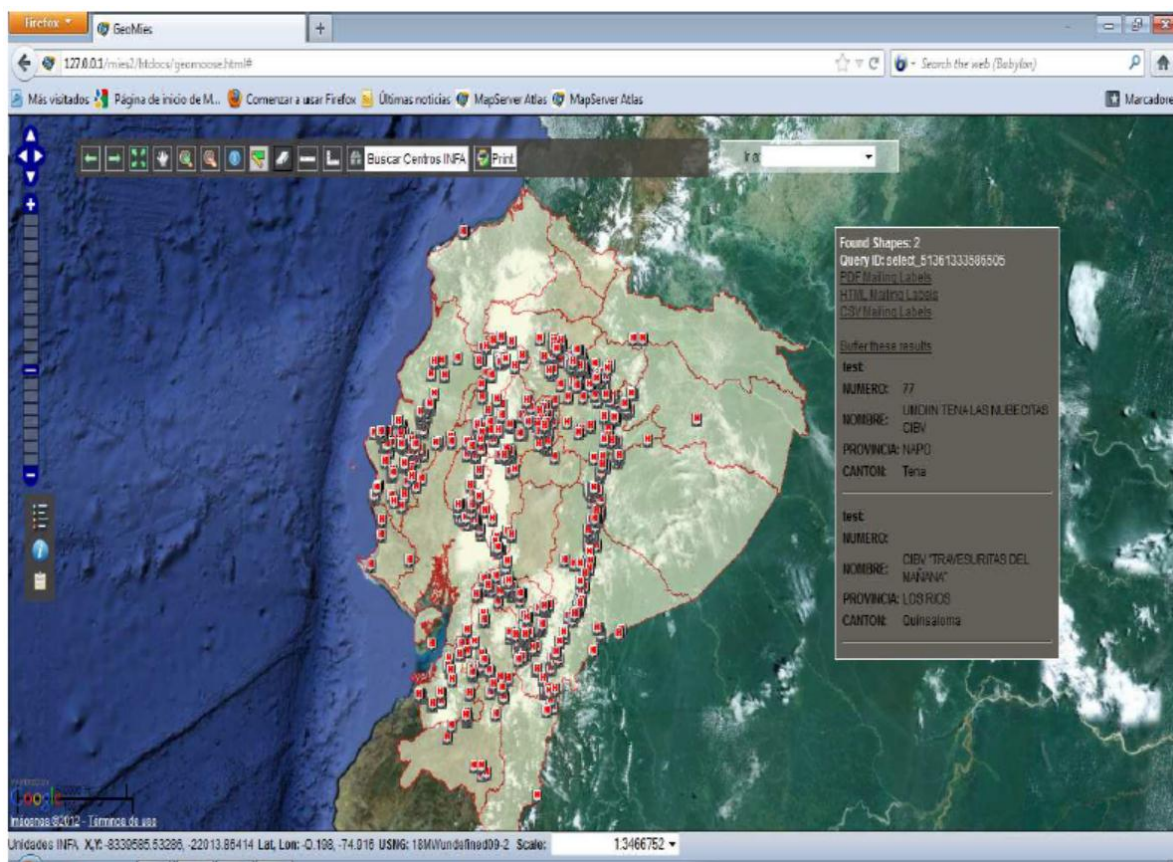 Firefox
GeoMies
127.0.0.1/mies2/htdocs/geomoose.html#
Search the web (Babylon)
Más visitados Página de inicio de M... Comenzar a usar Firefox Últimas noticias MapServer Atlas MapServer Atlas
Marcadores
Buscar Centros INFA Print
Ir a:
Found Shapes: 2
Query ID: select_51361333586505
PDF Mailing Labels
HTML Mailing Labels
CSV Mailing Labels
Buffer these results
test
NUMERO: 77
NOMBRE: TENA LAS NUBECITAS
CIBV
PROVINCIA: NAPO
CANTON: Tena
test
NUMERO:
NOMBRE: CIBV "TRAVESURITAS DEL
MAÑANA"
PROVINCIA: LOS RIOS
CANTON: Quinsaloma
Google
Imágenes ©2012 - Términos de uso
Unidades INFA X,Y: -8339585.53286, -22013.86414 Lat, Lon: -0.198, -74.916 USNG: 18MWundefined09-2 Scale: 1.3466752